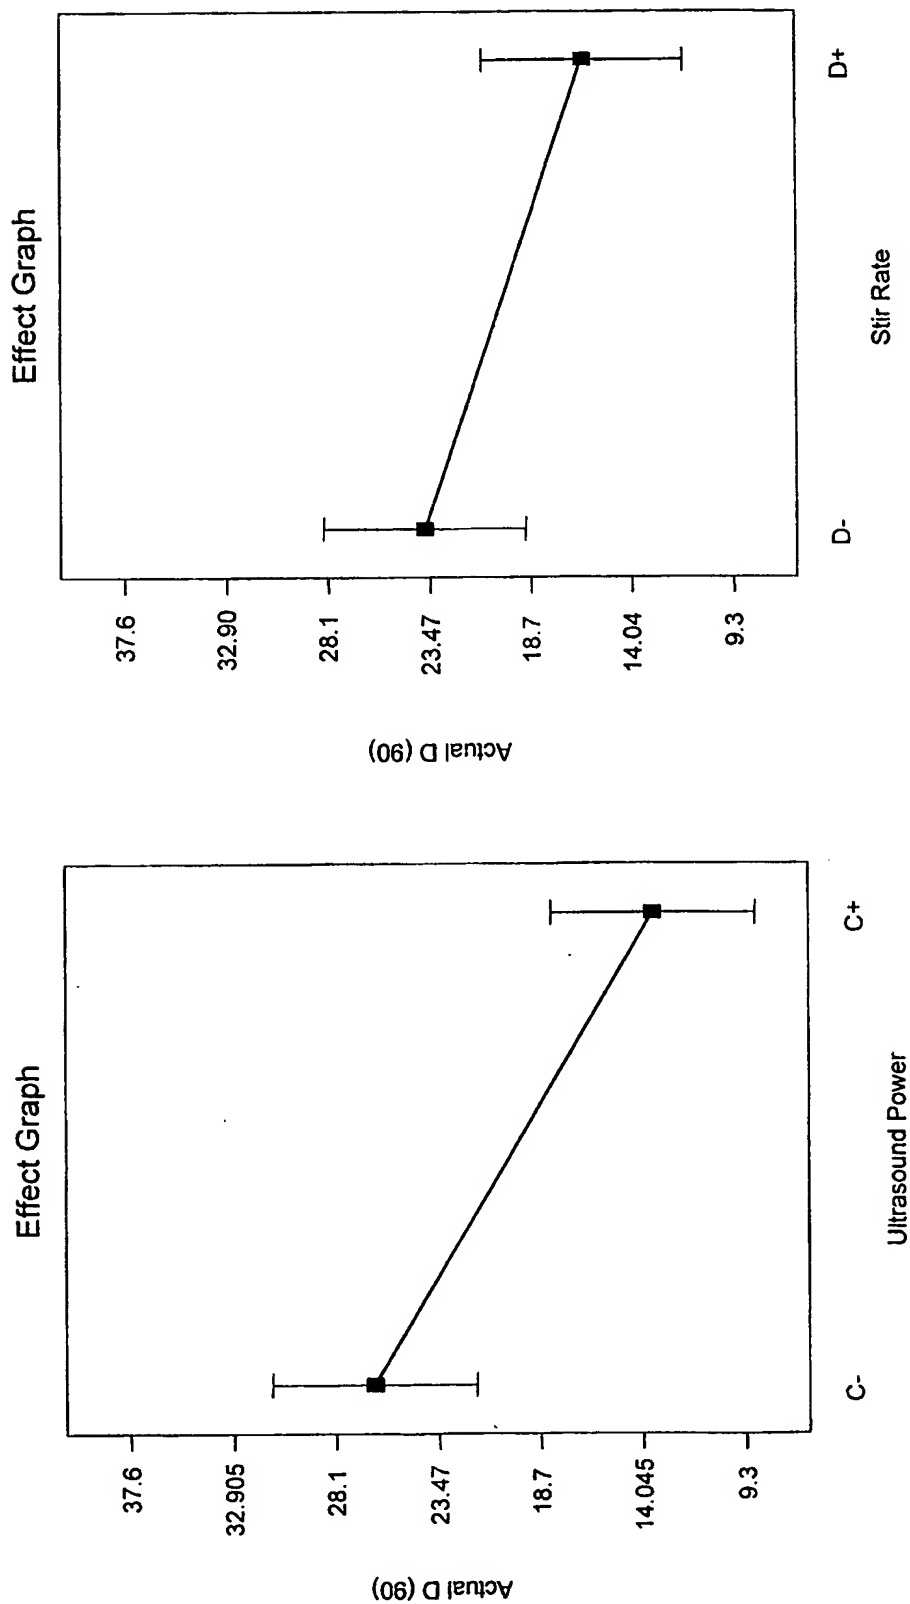 Effect Graph
37.6
32.905
28.1
23.47
18.7
14.045
9.3
Actual D (90)
C-
C+
Ultrasound Power
Effect Graph
37.6
32.90
28.1
23.47
18.7
14.04
9.3
Actual D (90)
D-
D+
Stir Rate